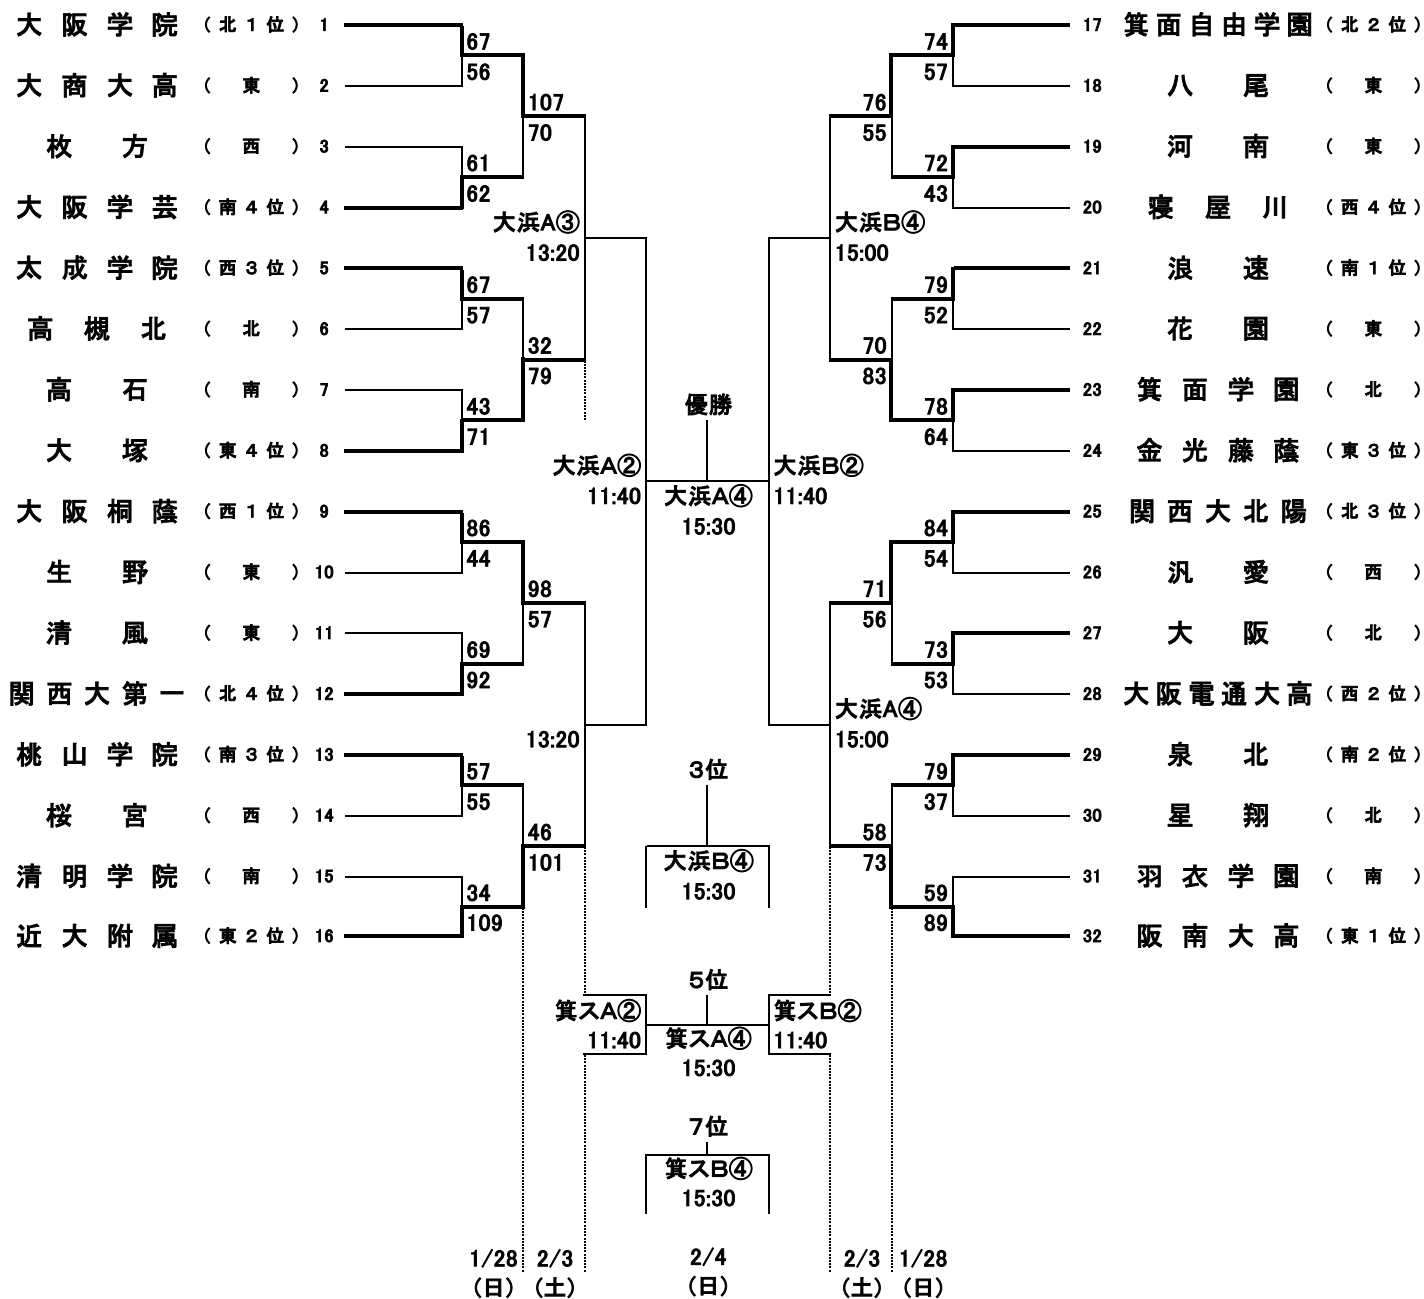 大阪学院 （北１位） 1
大商大高 （東） 2
枚方 （西） 3
大阪学芸 （南４位） 4
太成学院 （西３位） 5
高槻北 （北） 6
高石 （南） 7
大塚 （東４位） 8
大阪桐蔭 （西１位） 9
生野 （東） 10
清風 （東） 11
関西大第一 （北４位） 12
桃山学院 （南３位） 13
桜宮 （西） 14
清明学院 （南） 15
近大附属 （東２位） 16
67
56
61
62
67
57
43
71
86
44
69
92
57
55
34
109
107
70
32
79
98
57
46
101
大浜A③
13:20
13:20
大浜A②
11:40
優勝
大浜A④
15:30
３位
大浜B④
15:30
箕スA②
11:40
５位
箕スA④
15:30
７位
箕スB④
15:30
大浜B②
11:40
箕スB②
11:40
大浜B④
15:00
大浜A④
15:00
76
55
70
83
71
56
58
73
74
57
72
43
79
52
78
64
84
54
73
53
79
37
59
89
17 箕面自由学園 （北２位）
18 八尾 （東）
19 河南 （東）
20 寝屋川 （西４位）
21 浪速 （南１位）
22 花園 （東）
23 箕面学園 （北）
24 金光藤蔭 （東３位）
25 関西大北陽 （北３位）
26 汎愛 （西）
27 大阪 （北）
28 大阪電通大高 （西２位）
29 泉北 （南２位）
30 星翔 （北）
31 羽衣学園 （南）
32 阪南大高 （東１位）
1/28 2/3 2/4 2/3 1/28
（日） （土） （日） （土） （日）